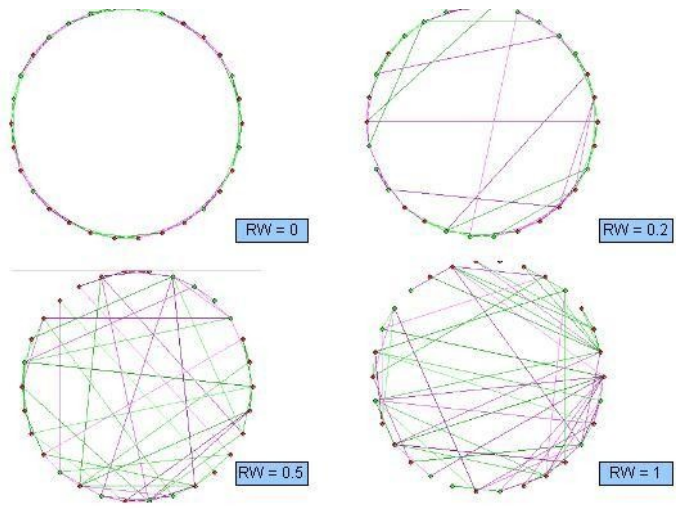 RW = 0
RW = 0.2
RW = 0.5
RW = 1